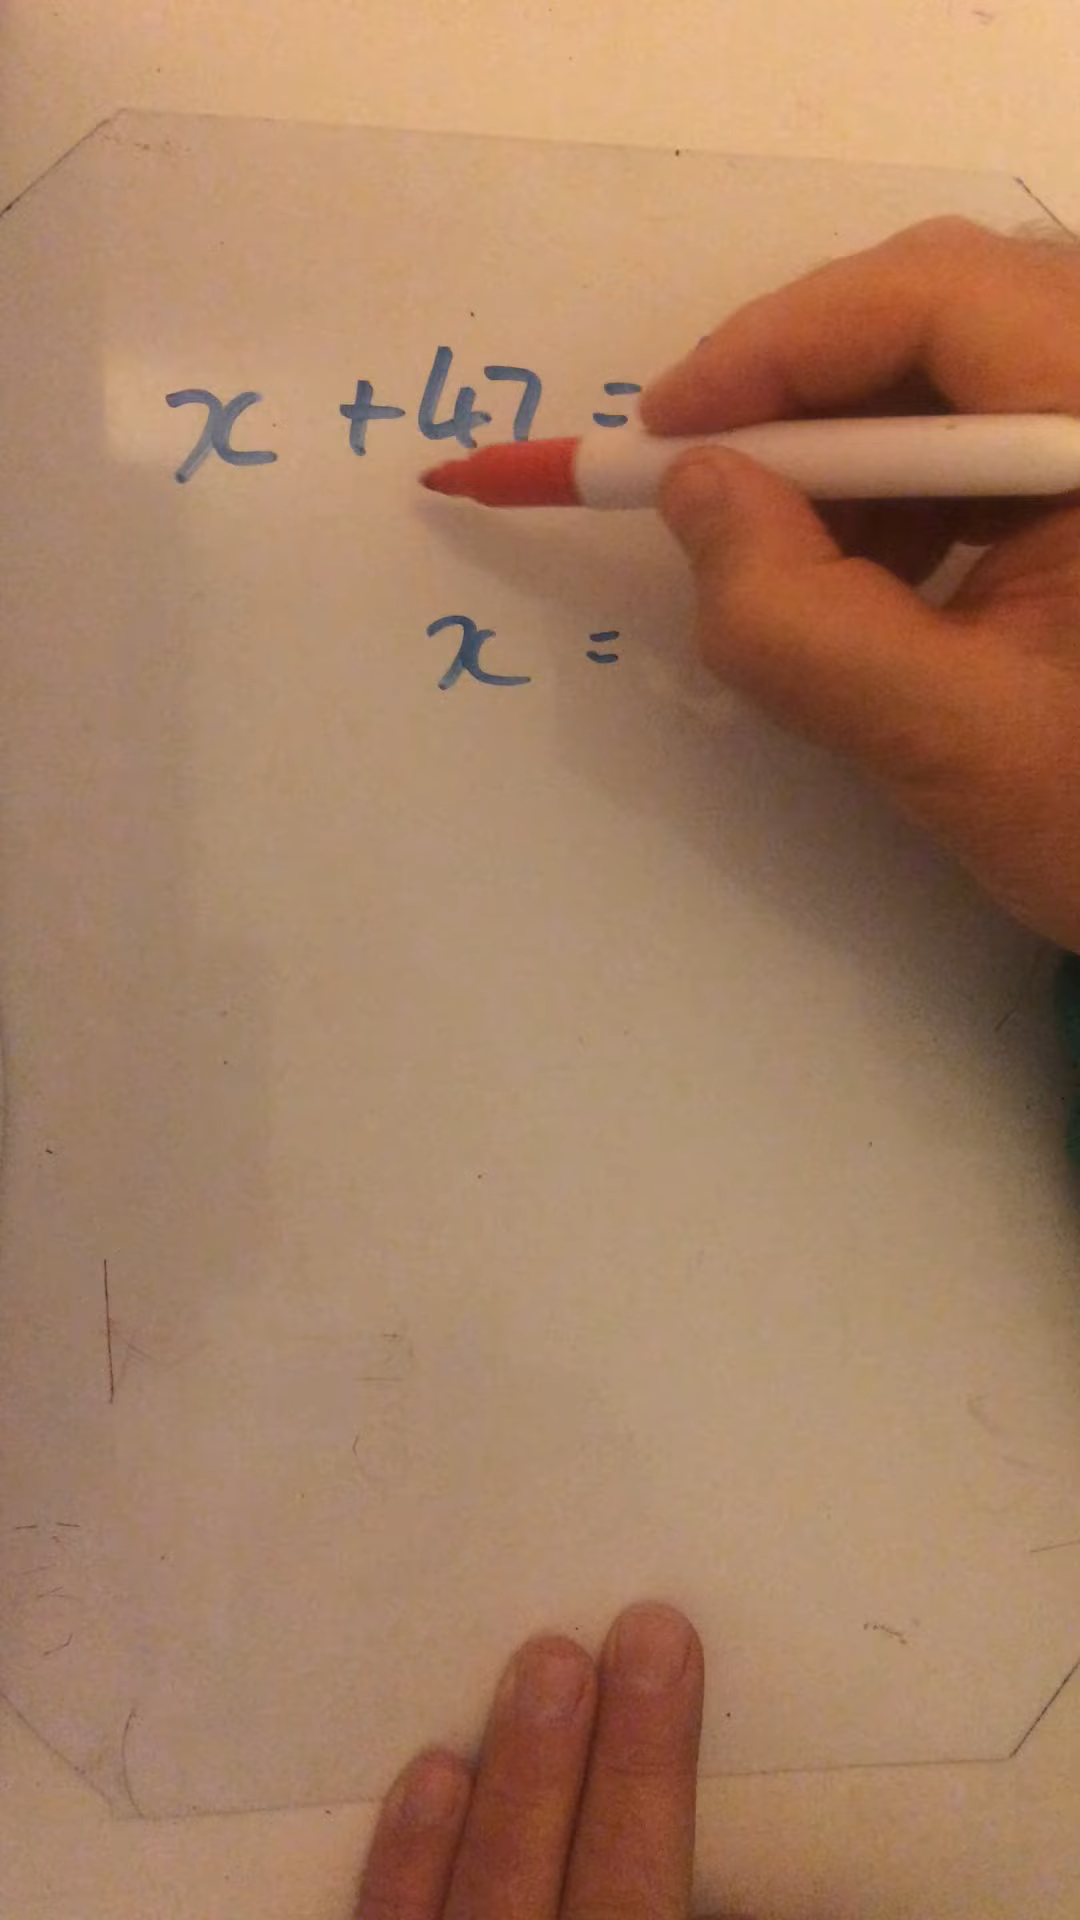 x + 47 =
x =